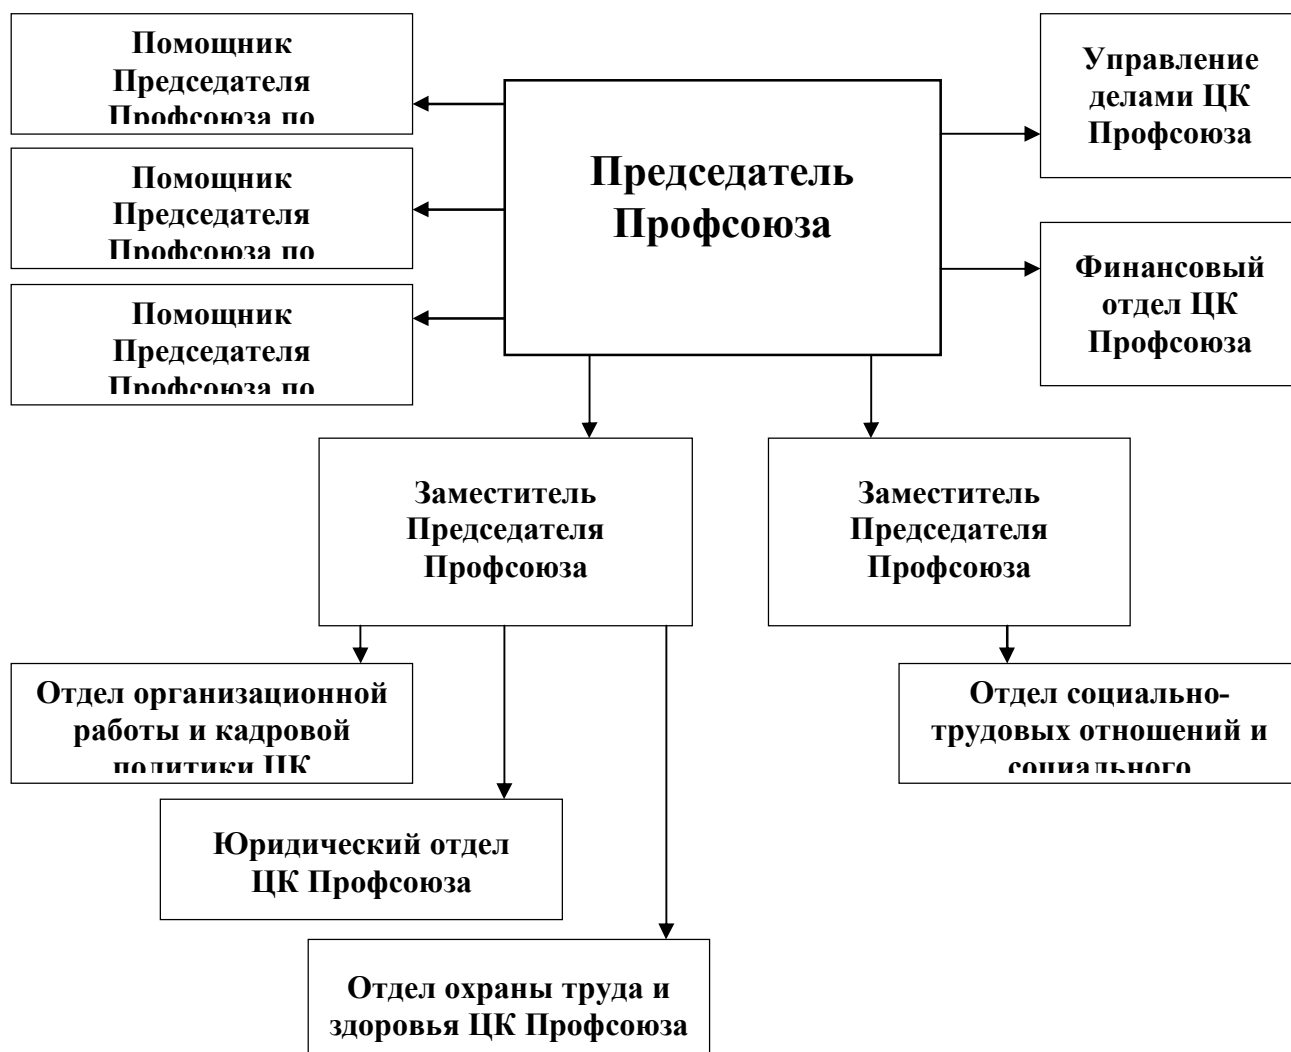 Помощник
Председателя
Профсоюза по
Помощник
Председателя
Профсоюза по
Помощник
Председателя
Профсоюза по
Председатель
Профсоюза
Управление
делами ЦК
Профсоюза
Финансовый
отдел ЦК
Профсоюза
Заместитель
Председателя
Профсоюза
Заместитель
Председателя
Профсоюза
Отдел организационной
работы и кадровой
политики ЦК
Отдел социально-
трудовых отношений и
социального
Юридический отдел
ЦК Профсоюза
Отдел охраны труда и
здоровья ЦК Профсоюза